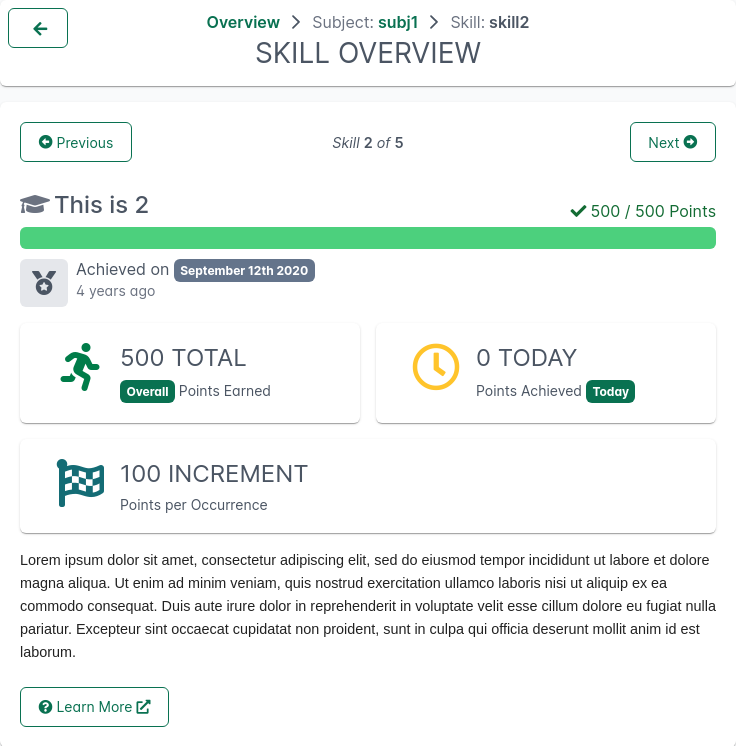 Overview > Subject: subj1 > Skill: skill2
SKILL OVERVIEW
Previous
Skill 2 of 5
Next
This is 2
500 / 500 Points
Achieved on September 12th 2020
4 years ago
500 TOTAL
Overall Points Earned
0 TODAY
Points Achieved Today
100 INCREMENT
Points per Occurrence
Lorem ipsum dolor sit amet, consectetur adipiscing elit, sed do eiusmod tempor incididunt ut labore et dolore
magna aliqua. Ut enim ad minim veniam, quis nostrud exercitation ullamco laboris nisi ut aliquip ex ea
commodo consequat. Duis aute irure dolor in reprehenderit in voluptate velit esse cillum dolore eu fugiat nulla
pariatur. Excepteur sint occaecat cupidatat non proident, sunt in culpa qui officia deserunt mollit anim id est
laborum.
Learn More